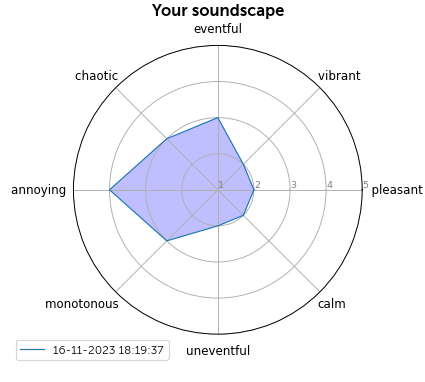 Your soundscape
eventful
chaotic
vibrant
annoying
1 2 3 4 5
pleasant
monotonous
calm
uneventful
16-11-2023 18:19:37